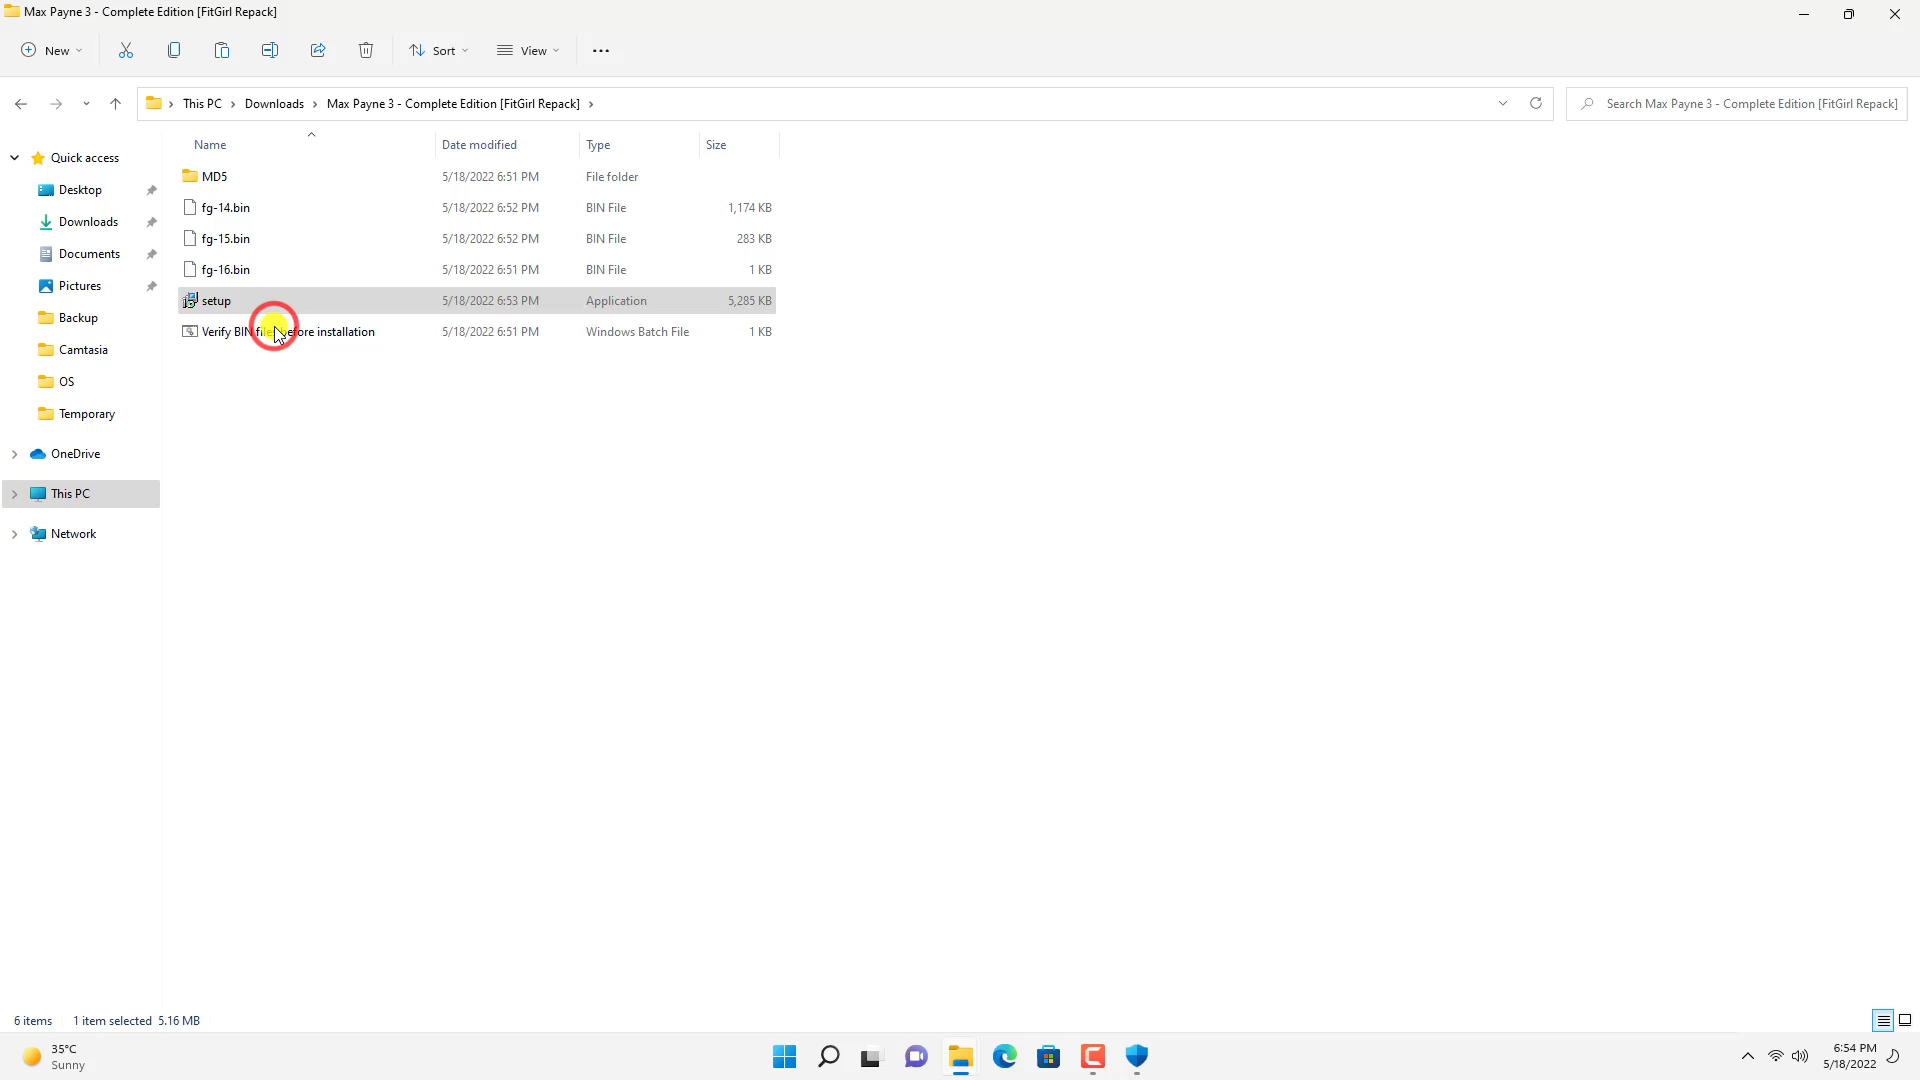 Max Payne 3 - Complete Edition [FitGirl Repack]
New Sort View
This PC Downloads Max Payne 3 - Complete Edition [FitGirl Repack] Search Max Payne 3 - Complete Edition [FitGirl Repack]
Name Date modified Type Size
Quick access
Desktop
Downloads
Documents
Pictures
Backup
Camtasia
OS
Temporary
OneDrive
This PC
Network
MD5 5/18/2022 6:51 PM File folder
fg-14.bin 5/18/2022 6:52 PM BIN File 1,174 KB
fg-15.bin 5/18/2022 6:52 PM BIN File 283 KB
fg-16.bin 5/18/2022 6:51 PM BIN File 1 KB
setup 5/18/2022 6:53 PM Application 5,285 KB
Verify BIN files before installation 5/18/2022 6:51 PM Windows Batch File 1 KB
6 items 1 item selected 5.16 MB
35°C
Sunny
6:54 PM
5/18/2022